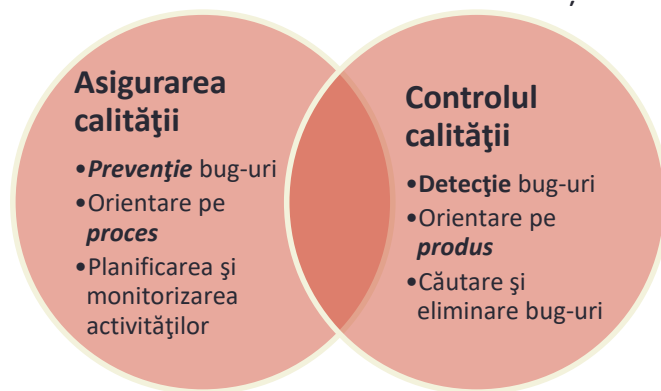 Asigurarea
calităţii
•Prevenţie bug-uri
•Orientare pe
proces
•Planificarea şi
monitorizarea
activităţilor
Controlul
calităţii
•Detecţie bug-uri
•Orientare pe
produs
•Căutare şi
eliminare bug-uri